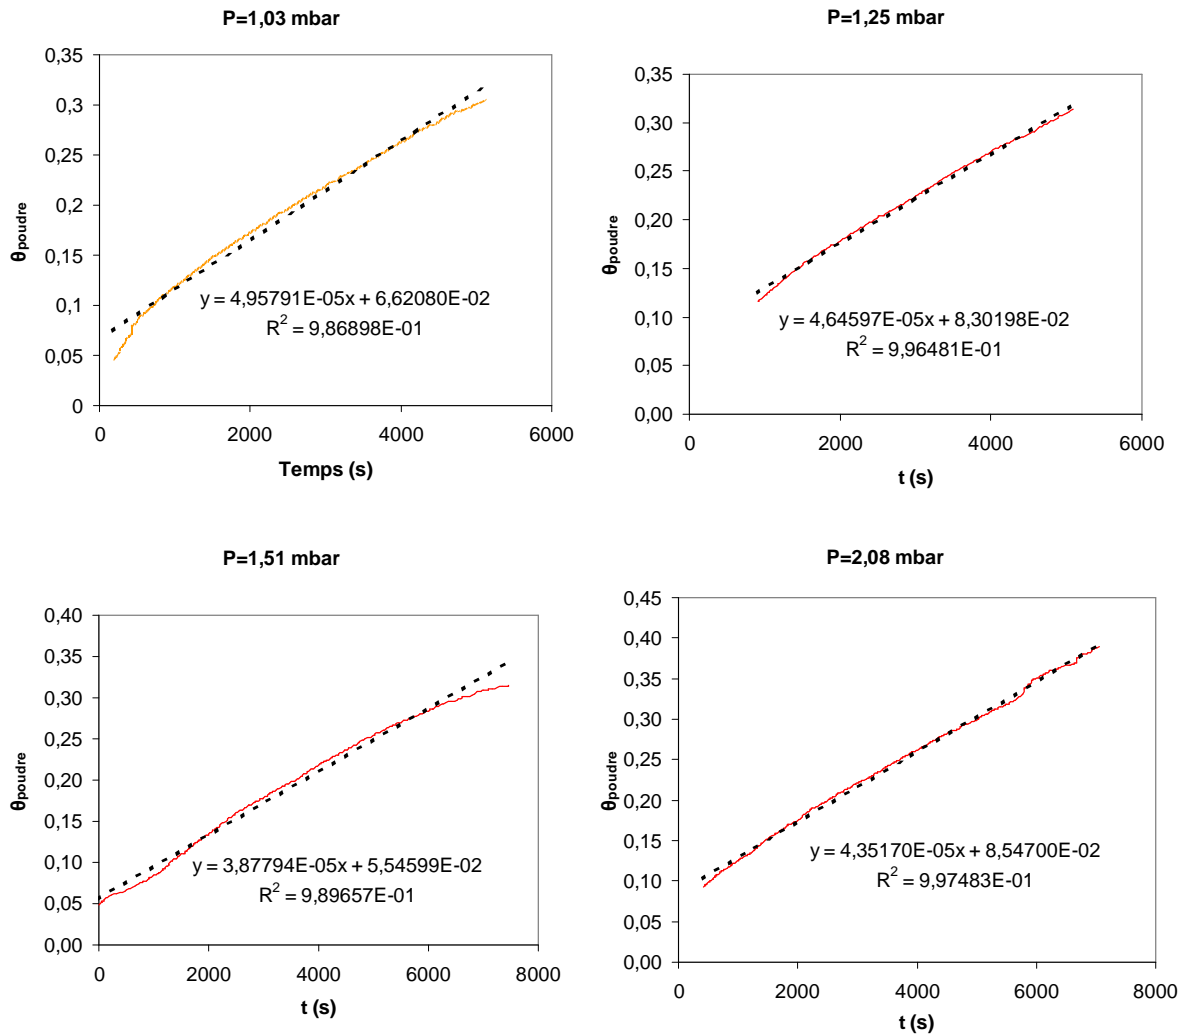 P=1,03 mbar
0,35
0,3
0,25
0,2
0,15
0,1
0,05
0
θpoudre
y = 4,95791E-05x + 6,62080E-02
R2 = 9,86898E-01
0 2000 4000 6000
Temps (s)
P=1,25 mbar
0,35
0,30
0,25
0,20
0,15
0,10
0,05
0,00
θpoudre
y = 4,64597E-05x + 8,30198E-02
R2 = 9,96481E-01
0 2000 4000 6000
t (s)
P=1,51 mbar
0,40
0,35
0,30
0,25
0,20
0,15
0,10
0,05
0,00
θpoudre
y = 3,87794E-05x + 5,54599E-02
R2 = 9,89657E-01
0 2000 4000 6000 8000
t (s)
P=2,08 mbar
0,45
0,40
0,35
0,30
0,25
0,20
0,15
0,10
0,05
0,00
θpoudre
y = 4,35170E-05x + 8,54700E-02
R2 = 9,97483E-01
0 2000 4000 6000 8000
t (s)